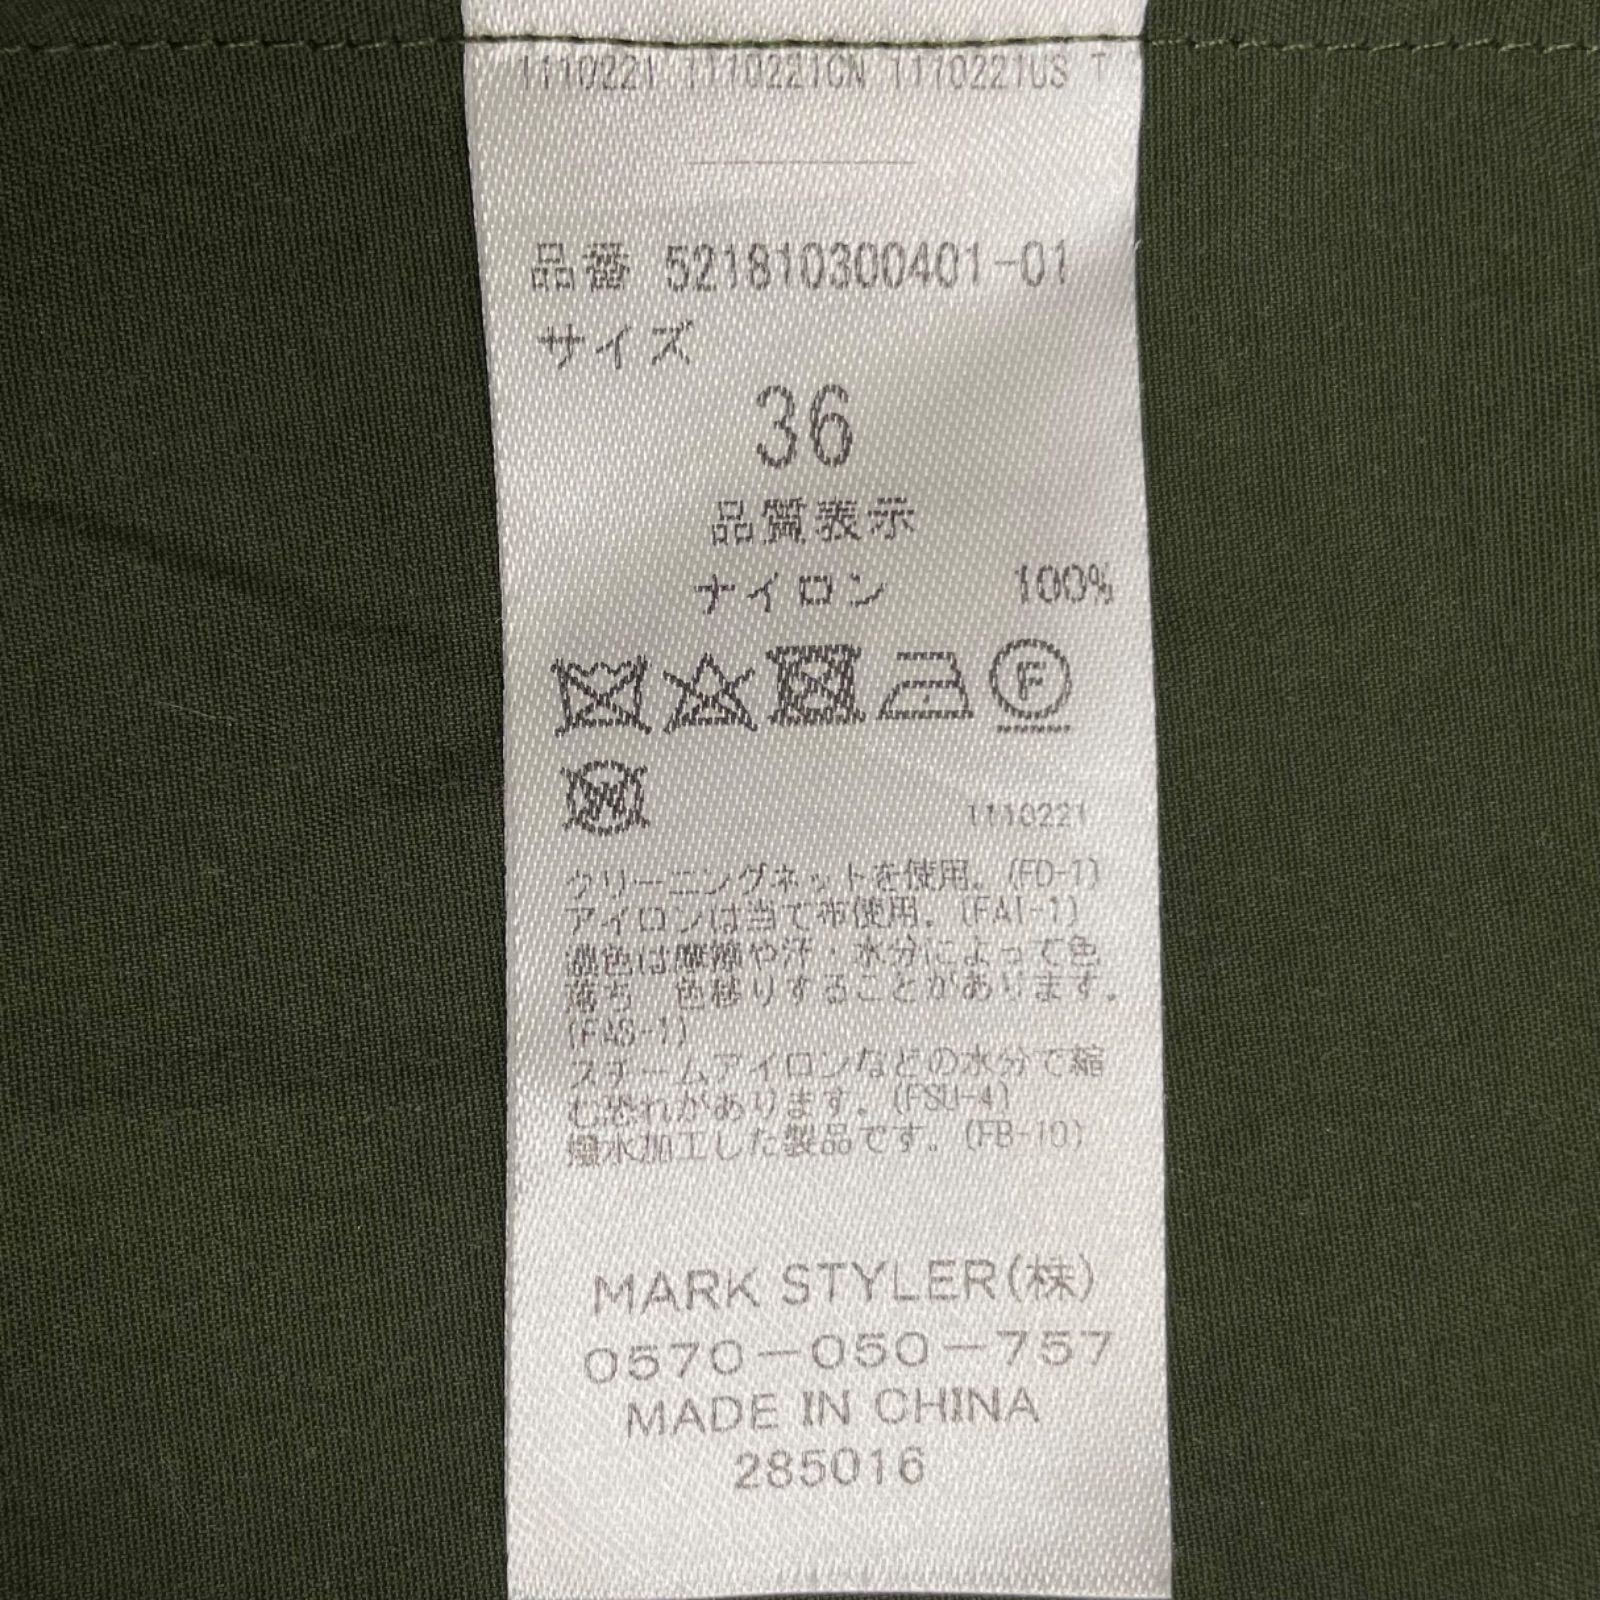 1110221 1110221CN 1110221US T
品番 521810300401-01
サイズ
36
品質表示
ナイロン 100%
F
W
1110221
クリーニングネットを使用。(FD-1)
アイロンは当て布使用。(FAI-1)
濃色は摩擦や汗・水分によって色
落ち 色移りすることがあります。
(FAS-1)
スチームアイロンなどの水分で縮
む恐れがあります。(FSU-4)
撥水加工した製品です。(FB-10)
MARK STYLER(株)
0570-050-757
MADE IN CHINA
285016